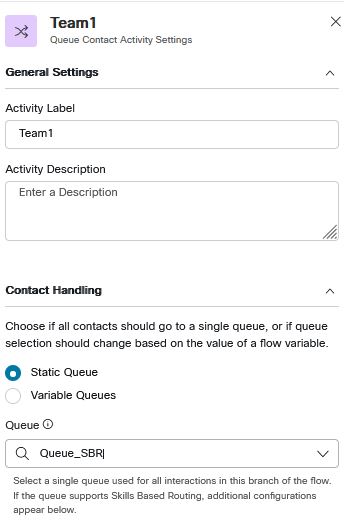 Team1
Queue Contact Activity Settings
General Settings
Activity Label
Team1
Activity Description
Enter a Description
Contact Handling
Choose if all contacts should go to a single queue, or if queue
selection should change based on the value of a flow variable.
Static Queue
Variable Queues
Queue
Queue_SBR
Select a single queue used for all interactions in this branch of the flow.
If the queue supports Skills Based Routing, additional configurations
appear below.